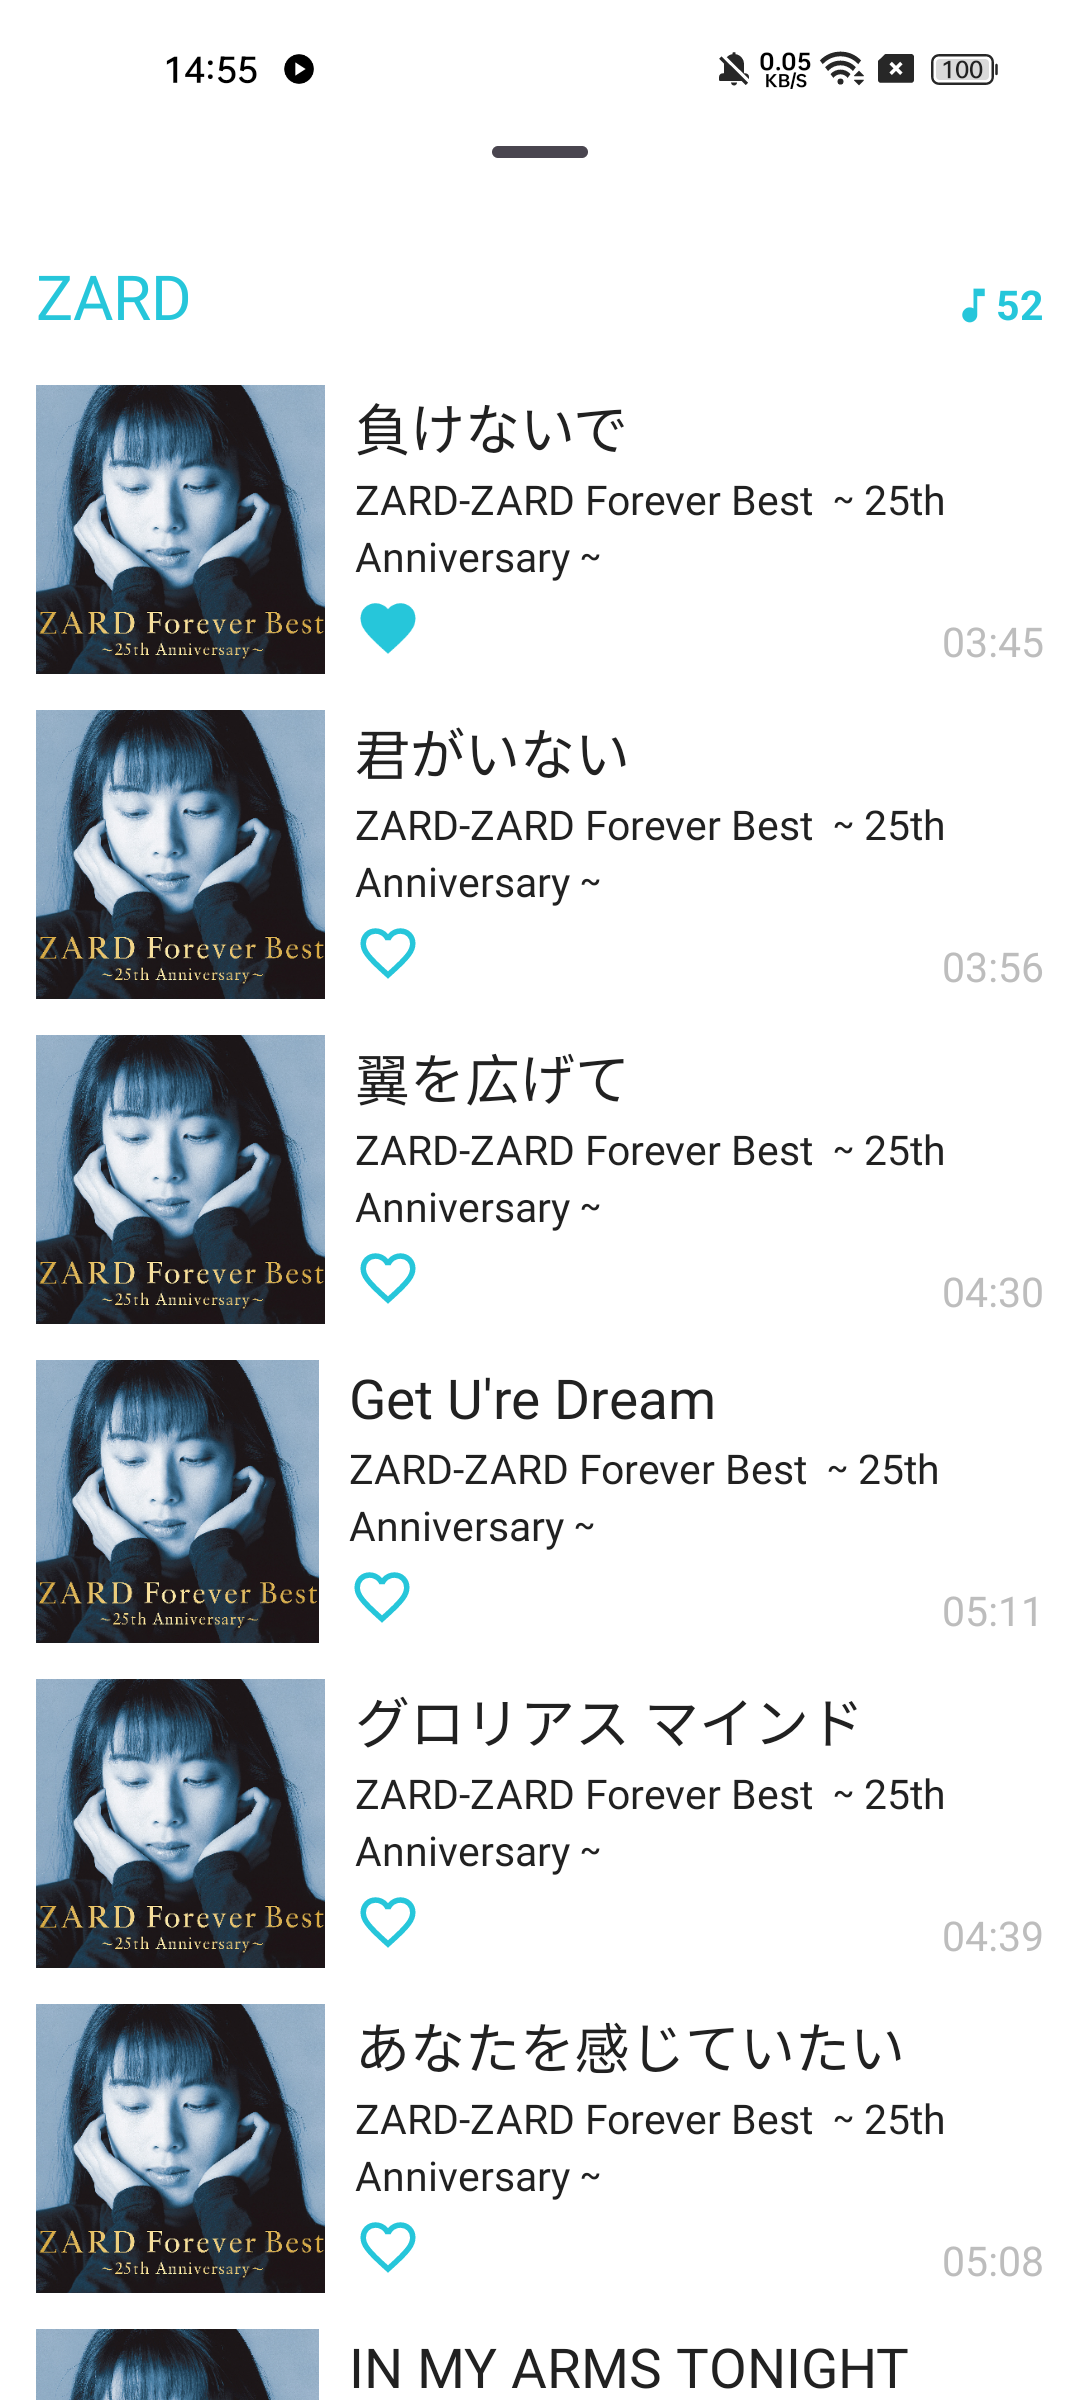 14:55
0.05
KB/S
100
ZARD
52
負けないで
ZARD-ZARD Forever Best ~ 25th
Anniversary ~
03:45
ZARD Forever Best
~25th Anniversary~
君がいない
ZARD-ZARD Forever Best ~ 25th
Anniversary ~
03:56
ZARD Forever Best
~25th Anniversary~
翼を広げて
ZARD-ZARD Forever Best ~ 25th
Anniversary ~
04:30
ZARD Forever Best
~25th Anniversary~
Get U're Dream
ZARD-ZARD Forever Best ~ 25th
Anniversary ~
05:11
ZARD Forever Best
~25th Anniversary~
グロリアス マインド
ZARD-ZARD Forever Best ~ 25th
Anniversary ~
04:39
ZARD Forever Best
~25th Anniversary~
あなたを感じていたい
ZARD-ZARD Forever Best ~ 25th
Anniversary ~
05:08
ZARD Forever Best
~25th Anniversary~
IN MY ARMS TONIGHT